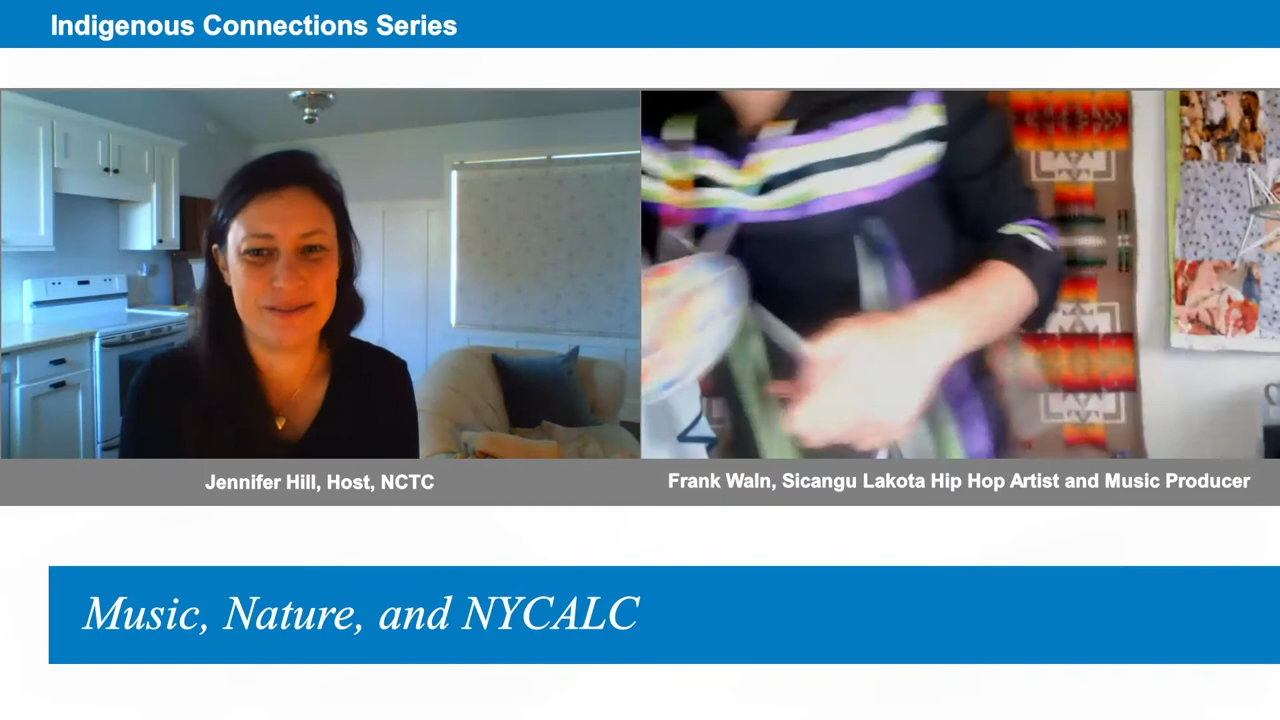 Indigenous Connections Series
Jennifer Hill, Host, NCTC
Frank Waln, Sicangu Lakota Hip Hop Artist and Music Producer
Music, Nature, and NYCALC